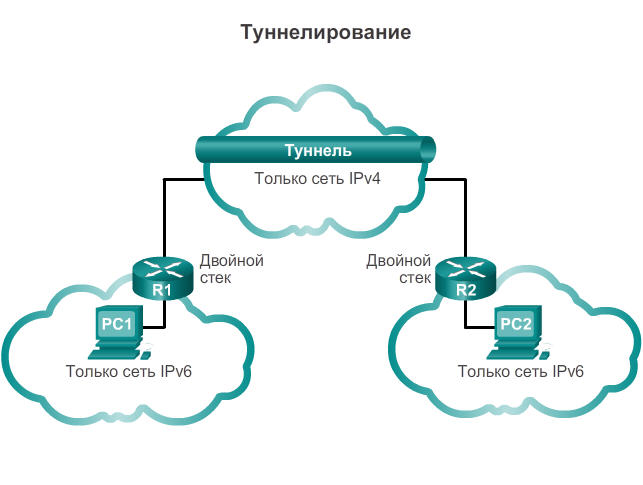 Туннелирование
Туннель
Только сеть IPv4
Двойной
стек
Двойной
стек
R1
R2
PC1
PC2
Только сеть IPv6
Только сеть IPv6